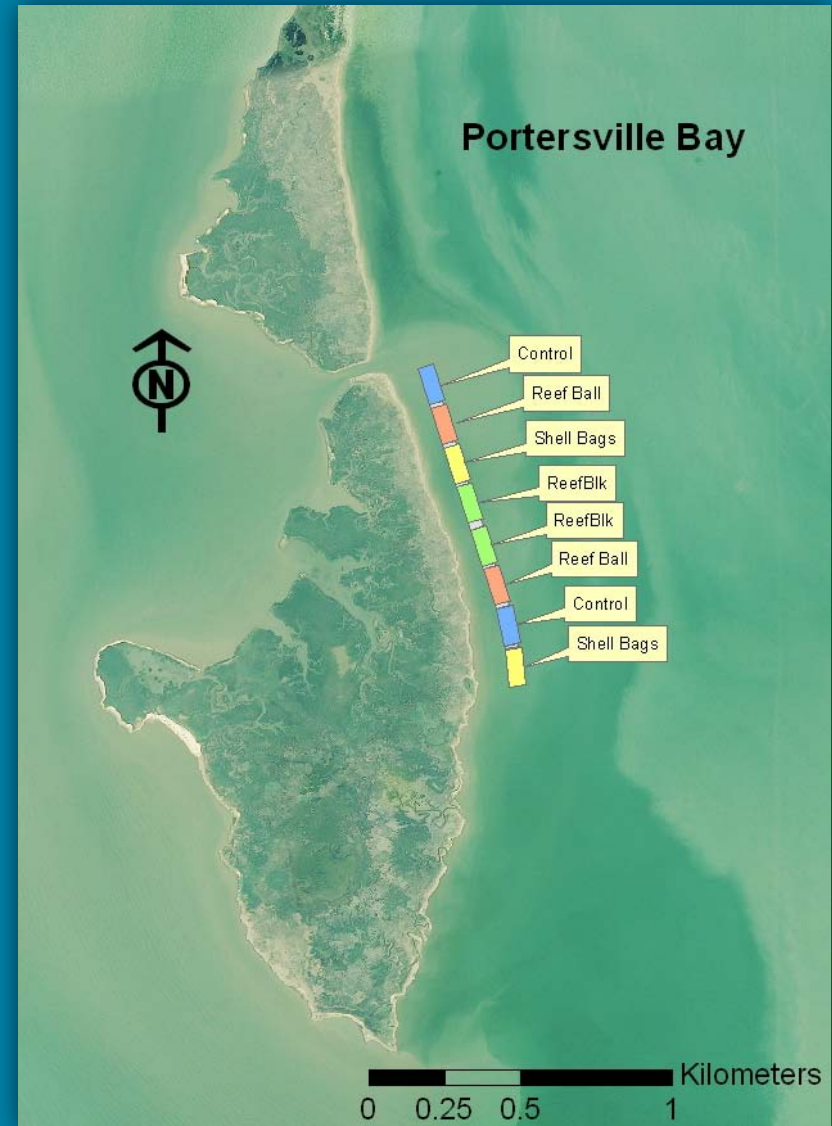 Portersville Bay
N
Control
Reef Ball
Shell Bags
ReefBlk
ReefBlk
Reef Ball
Control
Shell Bags
Kilometers
0 0.25 0.5 1